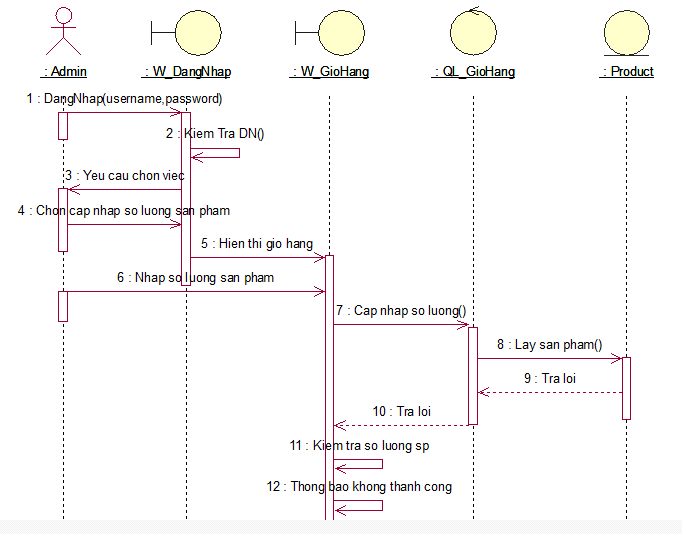 : Admin : W_DangNhap : W_GioHang : QL_GioHang : Product
1 : DangNhap(username,password)
2 : Kiem Tra DN()
3 : Yeu cau chon viec
4 : Chon cap nhap so luong san pham
5 : Hien thi gio hang
6 : Nhap so luong san pham
7 : Cap nhap so luong()
8 : Lay san pham()
9 : Tra loi
10 : Tra loi
11 : Kiem tra so luong sp
12 : Thong bao khong thanh cong